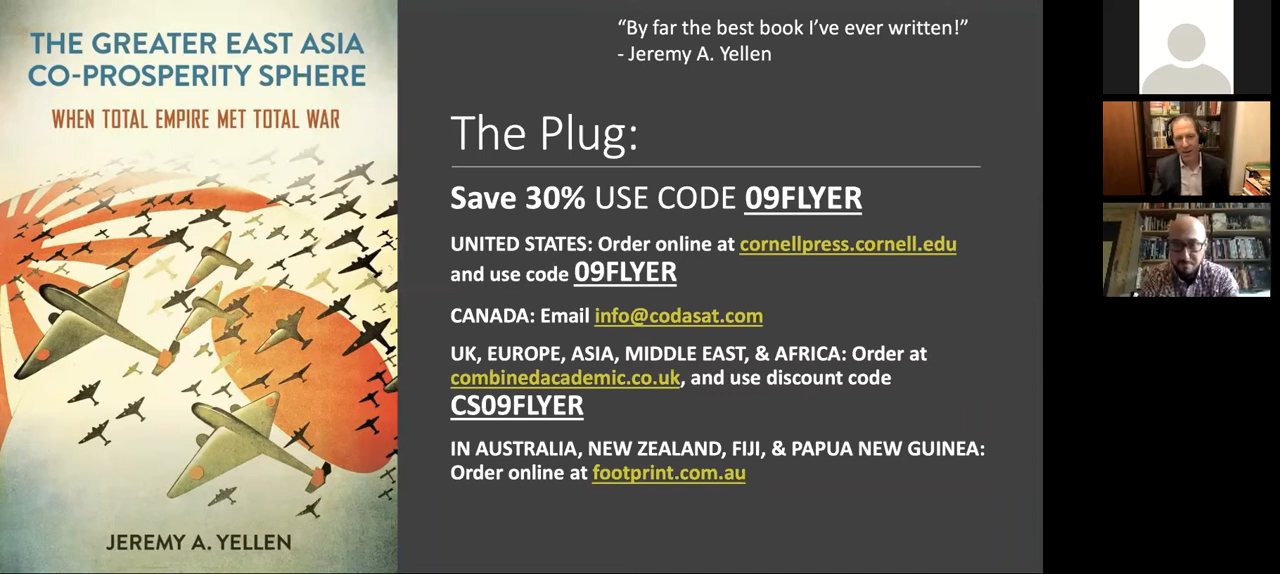 THE GREATER EAST ASIA
CO-PROSPERITY SPHERE
WHEN TOTAL EMPIRE MET TOTAL WAR
JEREMY A. YELLEN
“By far the best book I’ve ever written!”
- Jeremy A. Yellen
The Plug:
Save 30% USE CODE 09FLYER
UNITED STATES: Order online at cornellpress.cornell.edu
and use code 09FLYER
CANADA: Email info@codasat.com
UK, EUROPE, ASIA, MIDDLE EAST, & AFRICA: Order at
combinedacademic.co.uk, and use discount code
CS09FLYER
IN AUSTRALIA, NEW ZEALAND, FIJI, & PAPUA NEW GUINEA:
Order online at footprint.com.au